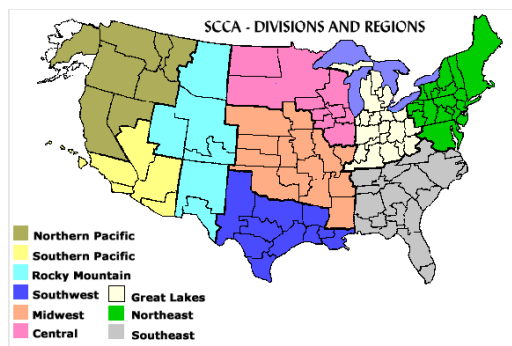 SCCA - DIVISIONS AND REGIONS
Northern Pacific
Southern Pacific
Rocky Mountain
Southwest
Midwest
Central
Great Lakes
Northeast
Southeast